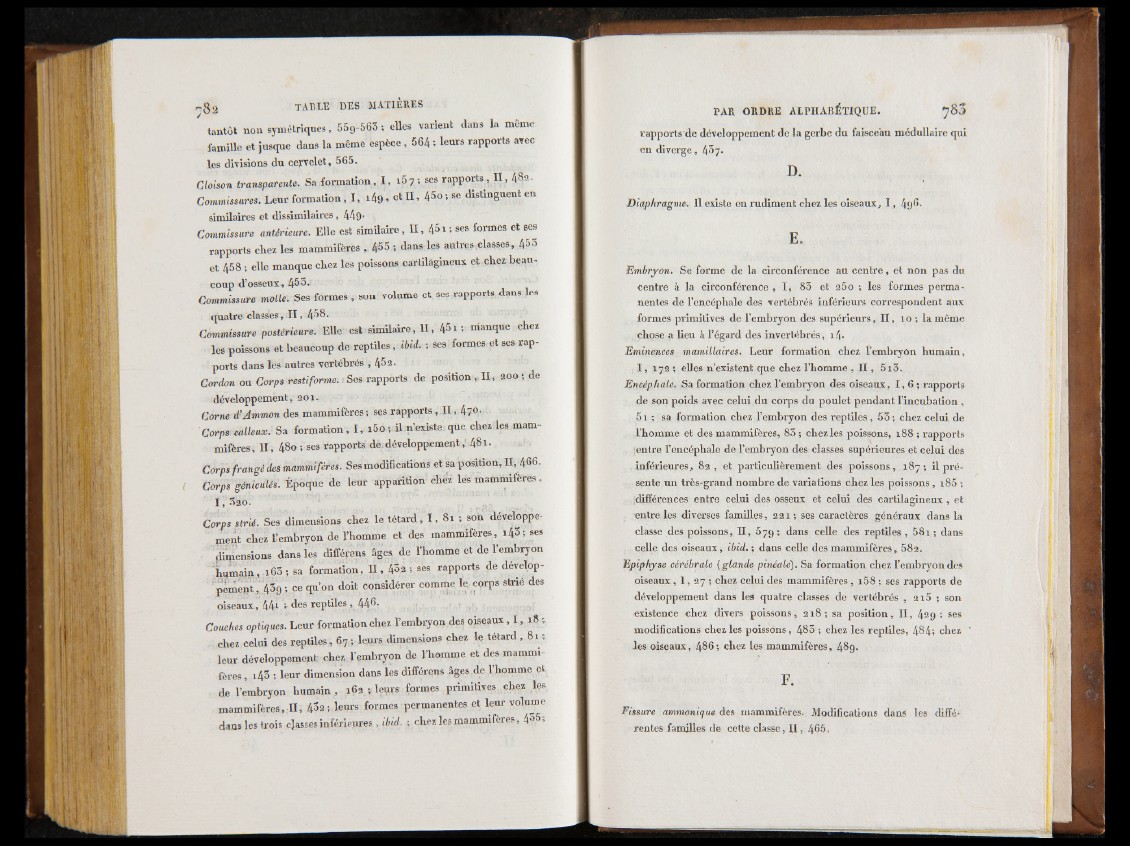 782 TABLE DES MATIÈRES
tantôt non symétriques, 559-563 ; elles varient dans la même
famille et jusque dans la même espèce, 564 ; leurs rapports avec
les divisions du cervelet, 565.
Cloison transparente. Sa formation, I, 157 ; ses rapports, II, 482.
Commissures. Leur formation, I, 149, et II, 450 ; se distinguent en
similaires et dissimilaires, 449.
Commissure antérieure. Elle est similaire, II, 451 ; ses formes et ses
rapports chez les mammifères, 453 ; dans les autres classes, 453
et 458 ; elle manque chez les poissons cartilagineux et chez beau-
coup d'osseux, 453.
Commissure molle. Ses formes, son volume et ses rapports dans les
quatre classes, II, 458.
Commissure postérieure. Elle est similaire, II, 451 ; manque chez
les poissons et beaucoup de reptiles, ibid. ; ses formes et ses rap-
ports dans les autres vertébrés, 452.
Cordon ou Corps restiforme. Ses rapports de position, II, 200 ; de
développement, 201.
Corne d'Ammon des mammifères ; ses rapports, II, 470.
Corps calleux. Sa formation, I, 150 ; il n'existe que chez les mam-
mifères, II, 480 ; ses rapports de développement, 481.
Corps frangé des mammifères. Ses modifications et sa position, II, 466.
Corps géniculés. Époque de leur apparition chez les mammifères,
I, 320.
Corps strié. Ses dimensions chez le tétard, I, 81 ; son développe-
ment chez l'embryon de l'homme et des mammifères, 143 ; ses
dimensions dans les différens âges de l'homme et de l'embryon
humain, 163 ; sa formation, II, 432 ; ses rapports de dévelop-
pement, 439 ; ce qu'on doit considérer comme le corps strié des
oiseaux, 441 ; des reptiles, 446.
Couches optiques. Leur formation chez l'embryon des oiseaux, I, 18 ;
chez celui des reptiles, 67 ; leurs dimensions chez le tétard, 81 ;
leur développement chez l'embryon de l'homme et des mammi-
fères, 143 ; leur dimension dans les différens âges de l'homme et
de l'embryon humain, 162 ; leurs formes primitives chez les
mammifères, II, 432 ; leurs formes permanentes et leur volume
dans les trois classes inférieures, ibid. ; chez les mammifères, 435 ;
PAR ORDRE ALPHABÉTIQUE. 783
rapports de développement de la gerbe du faisceau médullaire qui
en diverge, 437.
D.
Diaphragme. Il existe en rudiment chez les oiseaux, I, 496.
E.
Embryon. Se forme de la circonférence au centre, et non pas du
centre à la circonférence, I, 83 et 250 ; les formes perma-
nentes de l'encéphale des vertébrés inférieurs correspondent aux
formes primitives de l'embryon des supérieurs, II, 10 ; la même
chose a lieu à l'égard des invertébrés, 14.
Eminences mamillaires. Leur formation chez l'embryon humain,
I, 172 ; elles n'existent que chez l'homme, II, 513.
Encéphale. Sa formation chez l'embryon des oiseaux, I, 6 ; rapports
de son poids avec celui du corps du poulet pendant l'incubation,
51 ; sa formation chez l'embryon des reptiles, 53 ; chez celui de
l'homme et des mammifères, 83 ; chez les poissons, 188 ; rapports
entre l'encéphale de l'embryon des classes supérieures et celui des
inférieures, 82, et particulièrement des poissons, 187 ; il pré-
sente un très-grand nombre de variations chez les poissons, 185 ;
différences entre celui des osseux et celui des cartilagineux, et
entre les diverses familles, 221 ; ses caractères généraux dans la
classe des poissons, II, 579 ; dans celle des reptiles, 581 ; dans
celle des oiseaux, ibid. ; dans celle des mammifères, 582.
Epiphyse cérébrale (glande pinéale). Sa formation chez l'embryon des
oiseaux, I, 27 ; chez celui des mammifères, 158 ; ses rapports de
développement dans les quatre classes de vertébrés, 215 ; son
existence chez divers poissons, 218 ; sa position, II, 429 ; ses
modifications chez les poissons, 483 ; chez les reptiles, 484 ; chez
les oiseaux, 486 ; chez les mammifères, 489.
F.
Fissure ammonique des mammifères. Modifications dans les diffé-
rentes familles de cette classe, II, 465.